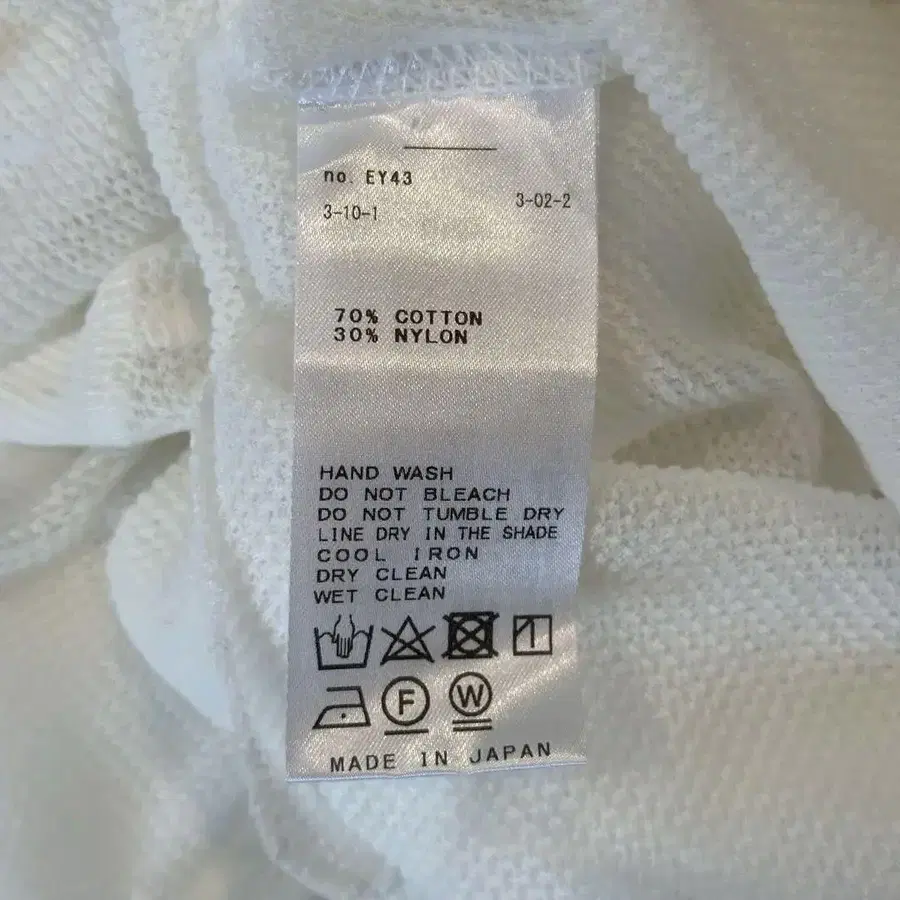 no. EY43
3-10-1 3-02-2
70% COTTON
30% NYLON
HAND WASH
DO NOT BLEACH
DO NOT TUMBLE DRY
LINE DRY IN THE SHADE
COOL IRON
DRY CLEAN
WET CLEAN
F W
MADE IN JAPAN